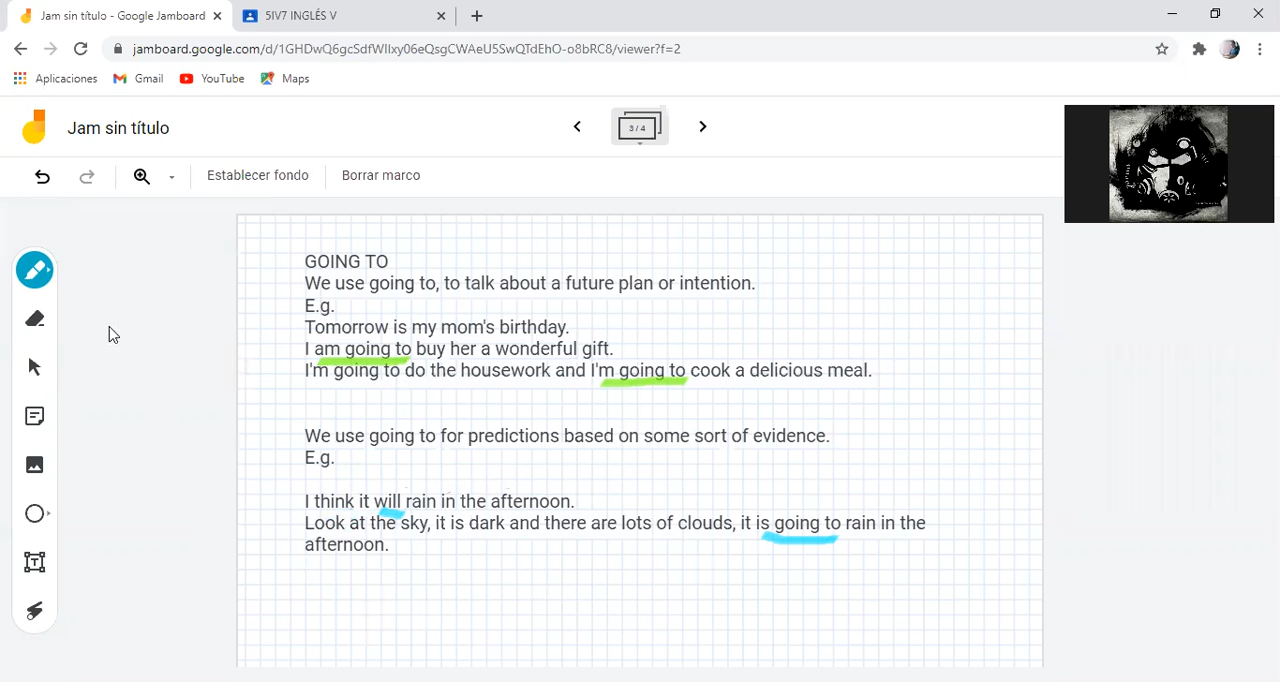 Jam sin título - Google Jamboard
5IV7 INGLÉS V
jamboard.google.com/d/1GHDwQ6gcSdfWIlxy06eQsgCWAeU5SwQTdEhO-o8bRC8/viewer?f=2
Aplicaciones Gmail YouTube Maps
Jam sin título
3 / 4
Establecer fondo Borrar marco
GOING TO
We use going to, to talk about a future plan or intention.
E.g.
Tomorrow is my mom's birthday.
I am going to buy her a wonderful gift.
I'm going to do the housework and I'm going to cook a delicious meal.
We use going to for predictions based on some sort of evidence.
E.g.
I think it will rain in the afternoon.
Look at the sky, it is dark and there are lots of clouds, it is going to rain in the
afternoon.